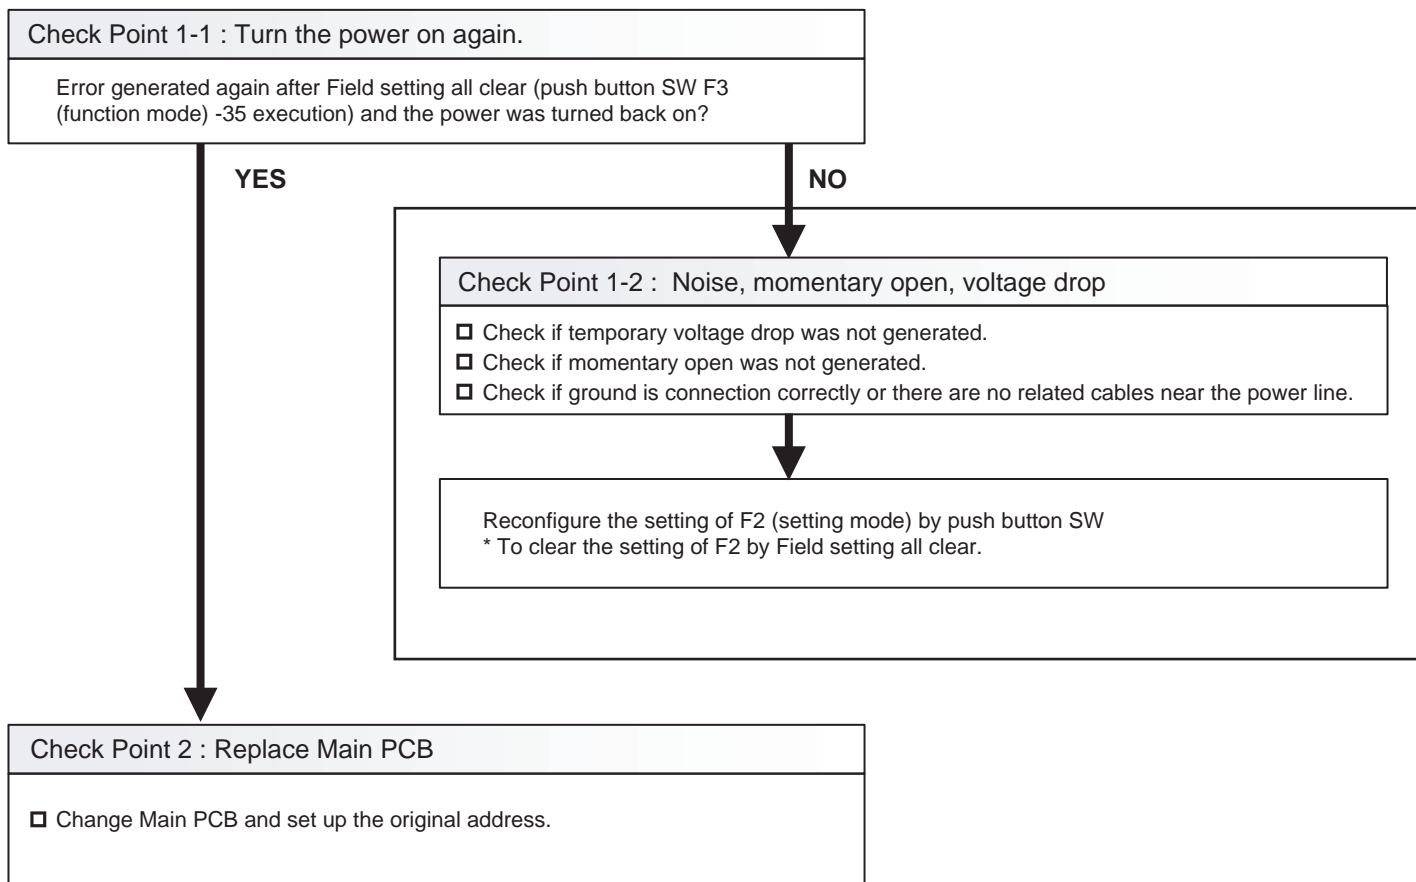 Check Point 1-1 : Turn the power on again.
Error generated again after Field setting all clear (push button SW F3
(function mode) -35 execution) and the power was turned back on?
YES
NO
Check Point 1-2 :  Noise, momentary open, voltage drop
Check if temporary voltage drop was not generated.
Check if momentary open was not generated.
Check if ground is connection correctly or there are no related cables near the power line.
Reconfigure the setting of F2 (setting mode) by push button SW
* To clear the setting of F2 by Field setting all clear.
Check Point 2 : Replace Main PCB
Change Main PCB and set up the original address.